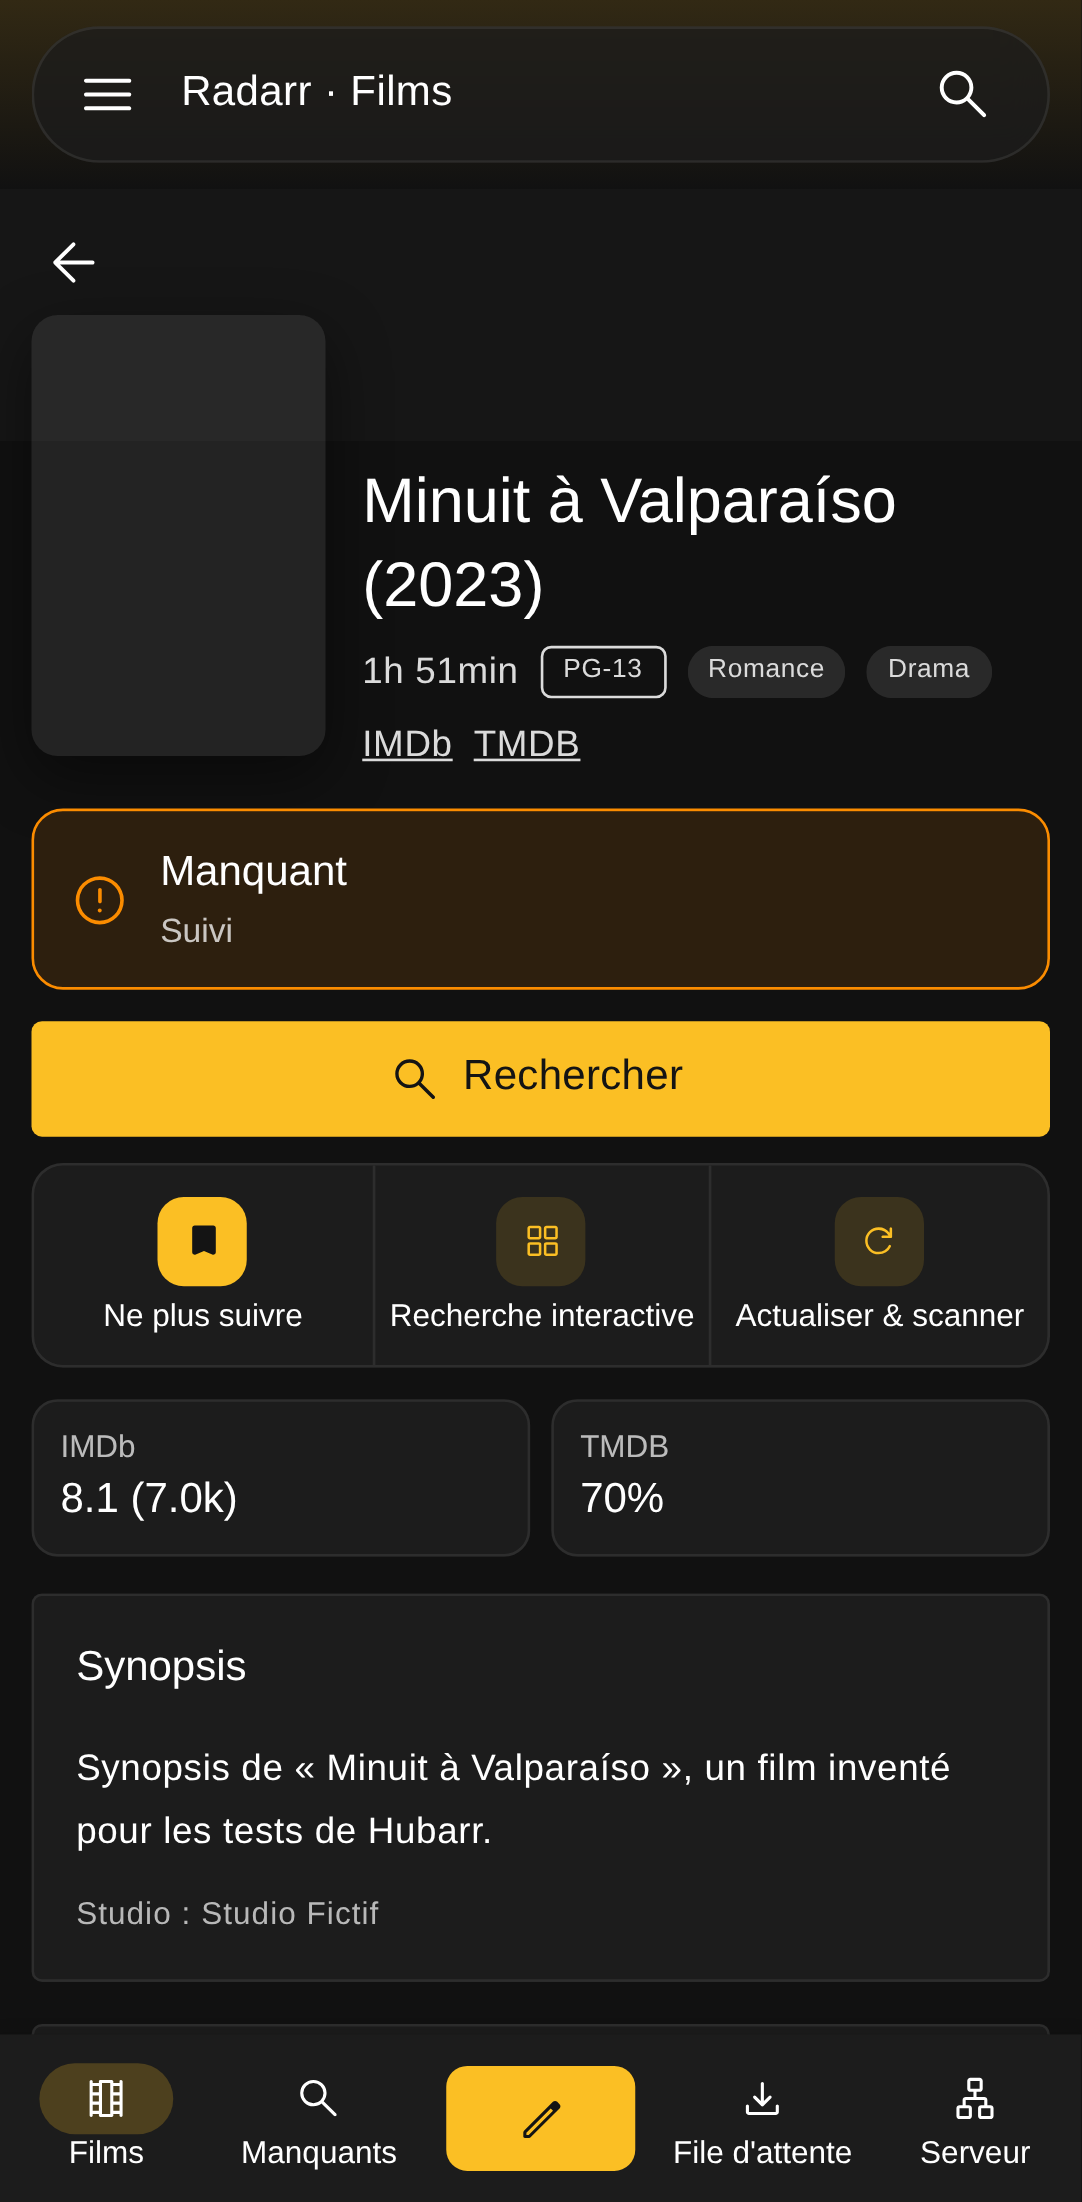 Radarr · Films
Minuit à Valparaíso
(2023)
1h 51min PG-13 Romance Drama
IMDb TMDB
Manquant
Suivi
Rechercher
Ne plus suivre Recherche interactive Actualiser & scanner
IMDb
8.1 (7.0k)
TMDB
70%
Synopsis
Synopsis de « Minuit à Valparaíso », un film inventé
pour les tests de Hubarr.
Studio : Studio Fictif
Films Manquants File d'attente Serveur